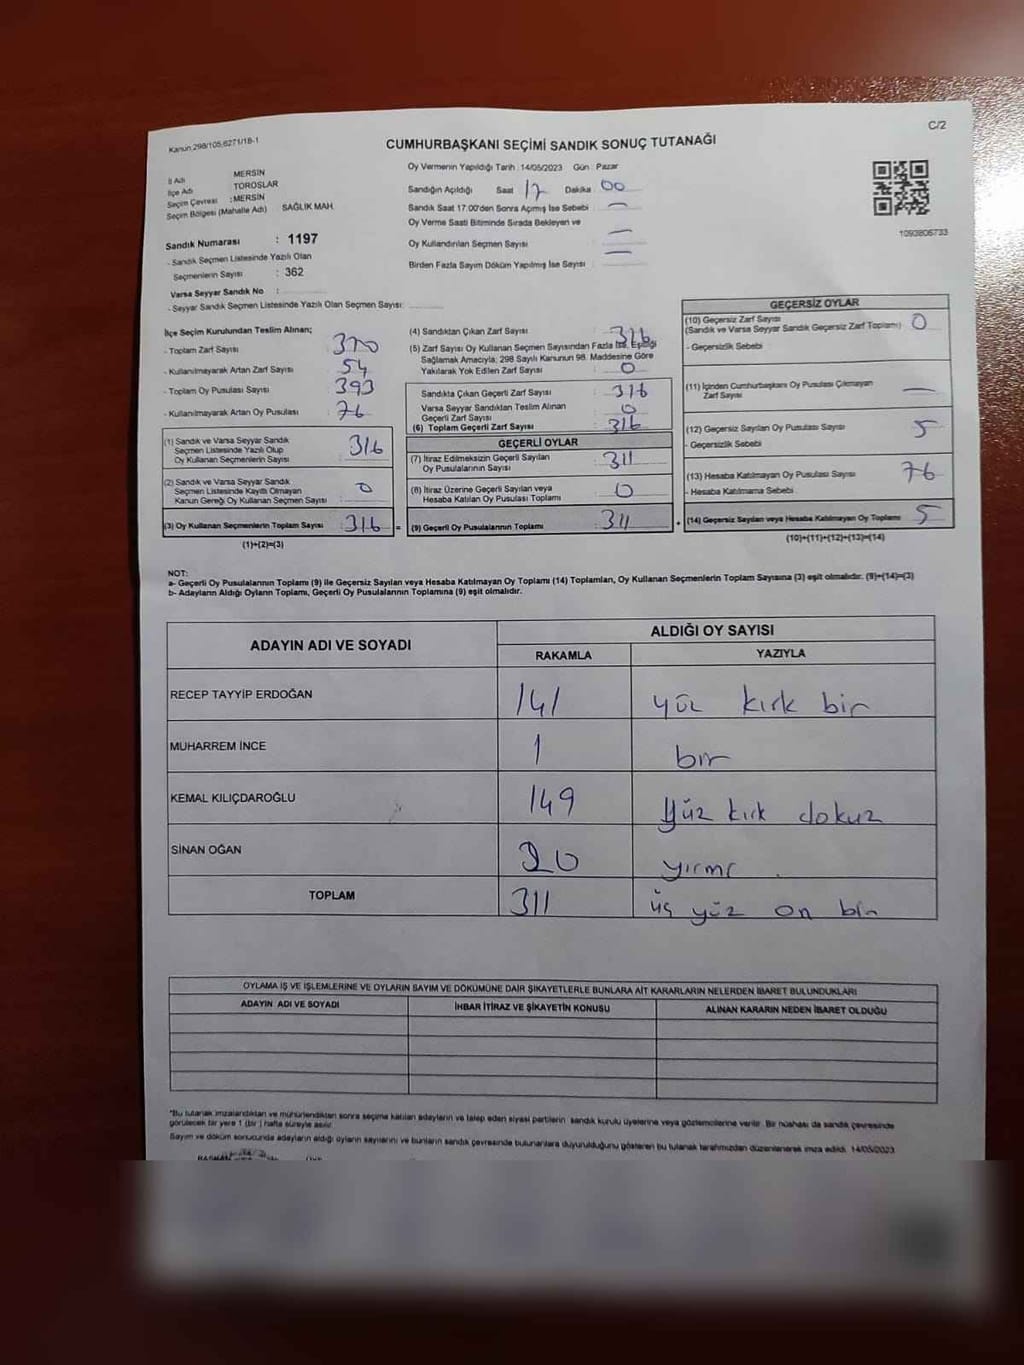 Kanun 298/105,6271/18-1
C/2
CUMHURBAŞKANI SEÇİMİ SANDIK SONUÇ TUTANAĞI
İl Adı MERSİN
İlçe Adı TOROSLAR
Seçim Çevresi : MERSİN
Seçim Bölgesi (Mahalle Adı) SAĞLIK MAH.
Sandık Numarası : 1197
- Sandık Seçmen Listesinde Yazılı Olan
Seçmenlerin Sayısı : 362
Varsa Seyyar Sandık No :
- Seyyar Sandık Seçmen Listesinde Yazılı Olan Seçmen Sayısı:
Oy Vermenin Yapıldığı Tarih :14/05/2023 Gün : Pazar
Sandığın Açıldığı Saat 17 Dakika 00
Sandık Saat 17.00'den Sonra Açılmış İse Sebebi : —
Oy Verme Saati Bitiminde Sırada Bekleyen ve
Oy Kullandırılan Seçmen Sayısı : —
Birden Fazla Sayım Döküm Yapılmış İse Sayısı : —
1093806733
İlçe Seçim Kurulundan Teslim Alınan;
- Toplam Zarf Sayısı : 370
- Kullanılmayarak Artan Zarf Sayısı : 54
- Toplam Oy Pusulası Sayısı : 393
- Kullanılmayarak Artan Oy Pusulası : 76
(1) Sandık ve Varsa Seyyar Sandık
Seçmen Listesinde Yazılı Olup
Oy Kullanan Seçmenlerin Sayısı : 316
(2) Sandık ve Varsa Seyyar Sandık
Seçmen Listesinde Kayıtlı Olmayan
Kanun Gereği Oy Kullanan Seçmen Sayısı : 0
(3) Oy Kullanan Seçmenlerin Toplam Sayısı : 316 =
(1)+(2)=(3)
(4) Sandıktan Çıkan Zarf Sayısı : 316
(5) Zarf Sayısı Oy Kullanan Seçmen Sayısından Fazla İse, Eşitliği
Sağlamak Amacıyla; 298 Sayılı Kanunun 98. Maddesine Göre
Yakılarak Yok Edilen Zarf Sayısı : 0
Sandıkta Çıkan Geçerli Zarf Sayısı : 316
Varsa Seyyar Sandıktan Teslim Alınan
Geçerli Zarf Sayısı : 0
(6) Toplam Geçerli Zarf Sayısı : 316
GEÇERLİ OYLAR
(7) İtiraz Edilmeksizin Geçerli Sayılan
Oy Pusulalarının Sayısı : 311
(8) İtiraz Üzerine Geçerli Sayılan veya
Hesaba Katılan Oy Pusulası Toplamı : 0
(9) Geçerli Oy Pusulalarının Toplamı : 311 +
GEÇERSİZ OYLAR
(10) Geçersiz Zarf Sayısı
(Sandık ve Varsa Seyyar Sandık Geçersiz Zarf Toplamı) 0
- Geçersizlik Sebebi
(11) İçinden Cumhurbaşkanı Oy Pusulası Çıkmayan
Zarf Sayısı —
(12) Geçersiz Sayılan Oy Pusulası Sayısı 5
- Geçersizlik Sebebi
(13) Hesaba Katılmayan Oy Pusulası Sayısı 76
- Hesaba Katılmama Sebebi
(14) Geçersiz Sayılan veya Hesaba Katılmayan Oy Toplamı 5
(10)+(11)+(12)+(13)=(14)
NOT:
a- Geçerli Oy Pusulalarının Toplamı (9) ile Geçersiz Sayılan veya Hesaba Katılmayan Oy Toplamı (14) Toplamları, Oy Kullanan Seçmenlerin Toplam Sayısına (3) eşit olmalıdır. (9)+(14)=(3)
b- Adayların Aldığı Oyların Toplamı, Geçerli Oy Pusulalarının Toplamına (9) eşit olmalıdır.
ADAYIN ADI VE SOYADI ALDIĞI OY SAYISI
RAKAMLA YAZIYLA
RECEP TAYYİP ERDOĞAN 141 yüz kırk bir
MUHARREM İNCE 1 bir
KEMAL KILIÇDAROĞLU 149 Yüz kırk dokuz
SİNAN OĞAN 20 yirmi
TOPLAM 311 üç yüz on bir
OYLAMA İŞ VE İŞLEMLERİNE VE OYLARIN SAYIM VE DÖKÜMÜNE DAİR ŞİKAYETLERLE BUNLARA AİT KARARLARIN NELERDEN İBARET BULUNDUKLARI
ADAYIN ADI VE SOYADI İHBAR İTİRAZ VE ŞİKAYETİN KONUSU ALINAN KARARIN NEDEN İBARET OLDUĞU
*Bu tutanak imzalandıktan ve mühürlendikten sonra seçime katılan adayların ve talep eden siyasi partilerin sandık kurulu üyelerine veya gözlemcilerine verilir. Bir nüshası da sandık çevresinde
görülecek bir yere 1 (bir) hafta süreyle asılır.
Sayım ve döküm sonucunda adayların aldığı oyların sayılarını ve bunların sandık çevresinde bulunanlara duyurulduğunu gösteren bu tutanak tarafımızdan düzenlenerek imza edildi. 14/05/2023